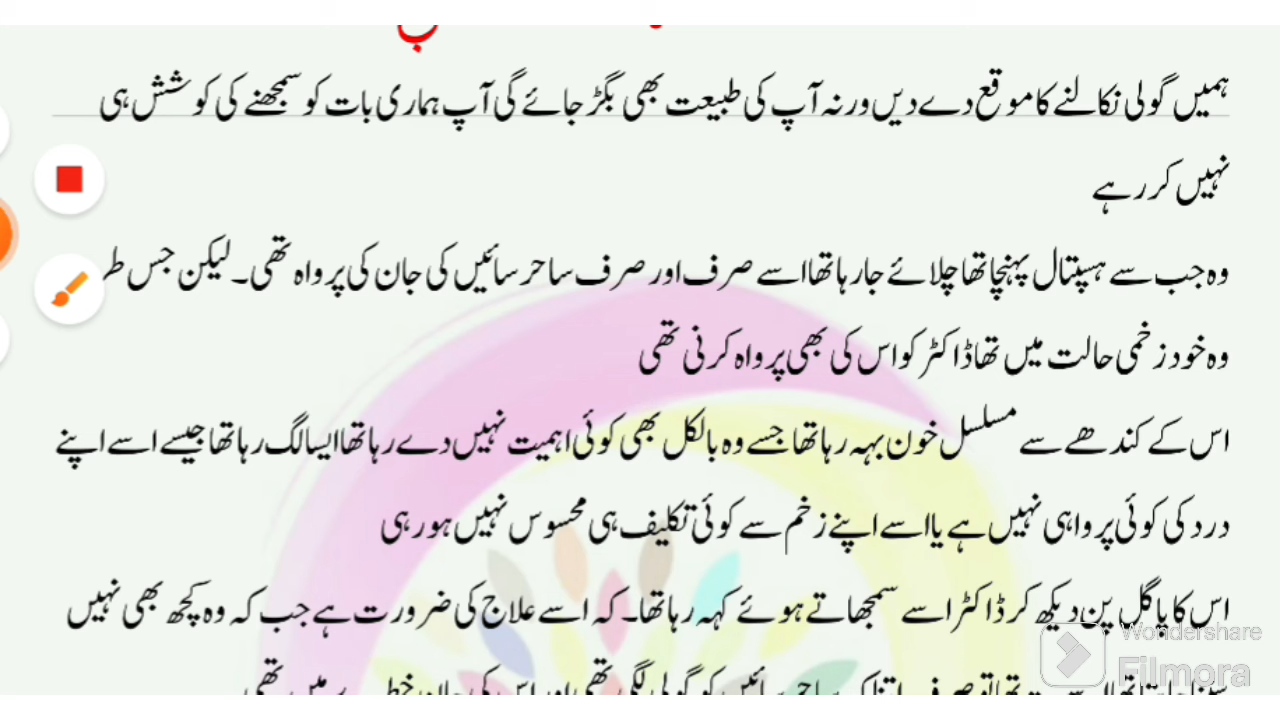 ہمیں گولی نکالنے کا موقع دے دیں ورنہ آپ کی طبیعت بھی بگڑ جائے گی آپ ہماری بات کو سمجھنے کی کوشش ہی
نہیں کر رہے
وہ جب سے ہسپتال پہنچا تھا چلائے جا رہا تھا اسے صرف اور صرف ساحر سائیں کی جان کی پرواہ تھی۔ لیکن جس طر
وہ خود زخمی حالت میں تھا ڈاکٹر کو اس کی بھی پرواہ کرنی تھی
اس کے کندھے سے مسلسل خون بہہ رہا تھا جسے وہ بالکل بھی کوئی اہمیت نہیں دے رہا تھا ایسا لگ رہا تھا جیسے اسے اپنے
درد کی کوئی پرواہی نہیں ہے یا اسے اپنے زخم سے کوئی تکلیف ہی محسوس نہیں ہو رہی
اس کا پاگل پن دیکھ کر ڈاکٹر اسے سمجھاتے ہوئے کہہ رہا تھا۔ کہ اسے علاج کی ضرورت ہے جب کہ وہ کچھ بھی نہیں
Wondershare
Filmora